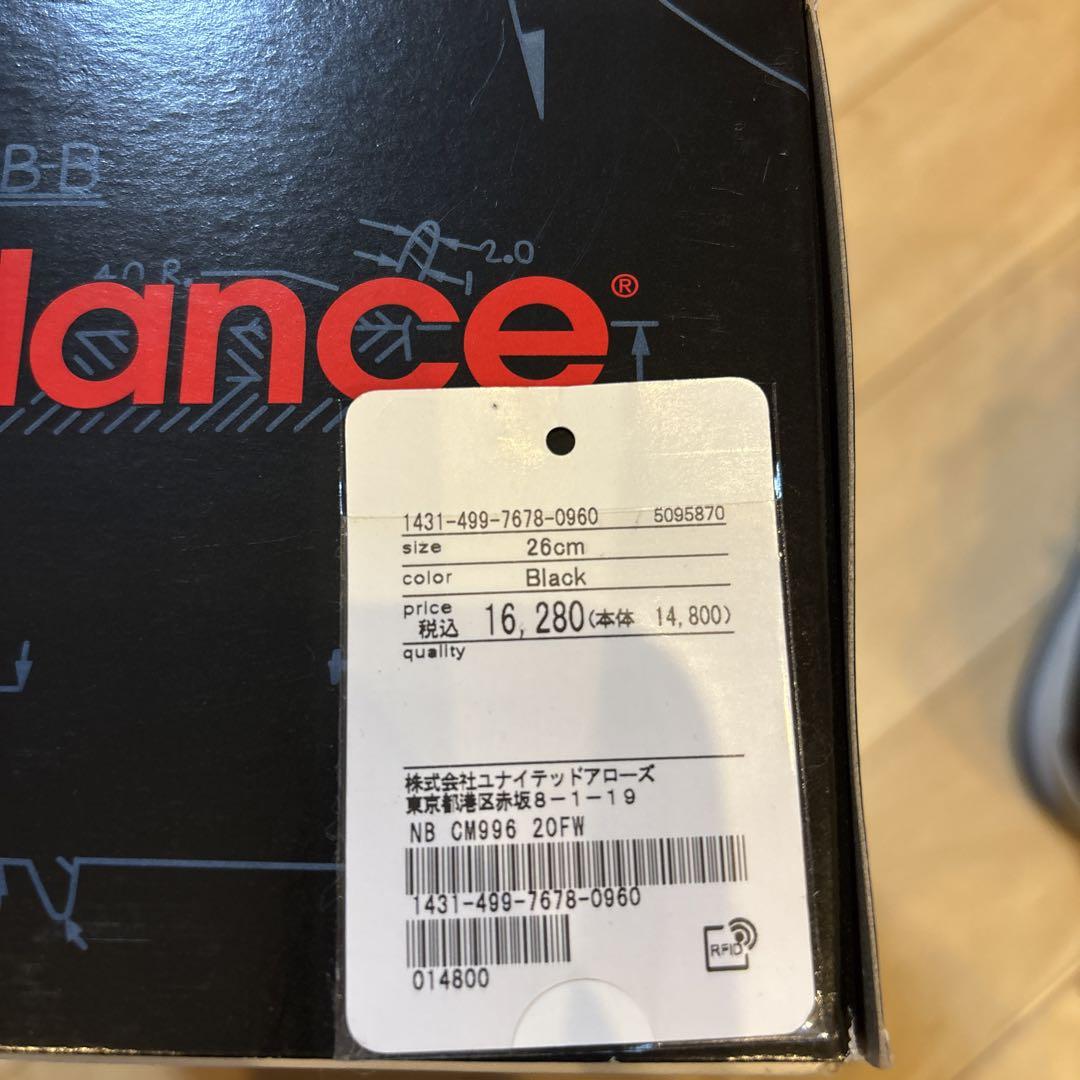 B-B
2.0
40 R.
lance®
1431-499-7678-0960 5095870
size 26cm
color Black
price 税込 16,280(本体 14,800)
quality
株式会社ユナイテッドアローズ
東京都港区赤坂8-1-19
NB CM996 20FW
1431-499-7678-0960
014800
RFID